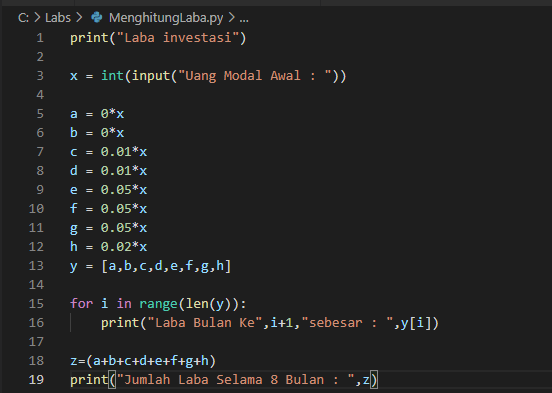 C: > Labs > MenghitungLaba.py > ...
1 print("Laba investasi")
2
3 x = int(input("Uang Modal Awal : "))
4
5 a = 0*x
6 b = 0*x
7 c = 0.01*x
8 d = 0.01*x
9 e = 0.05*x
10 f = 0.05*x
11 g = 0.05*x
12 h = 0.02*x
13 y = [a,b,c,d,e,f,g,h]
14
15 for i in range(len(y)):
16     print("Laba Bulan Ke",i+1,"sebesar : ",y[i])
17
18 z=(a+b+c+d+e+f+g+h)
19 print("Jumlah Laba Selama 8 Bulan : ",z)